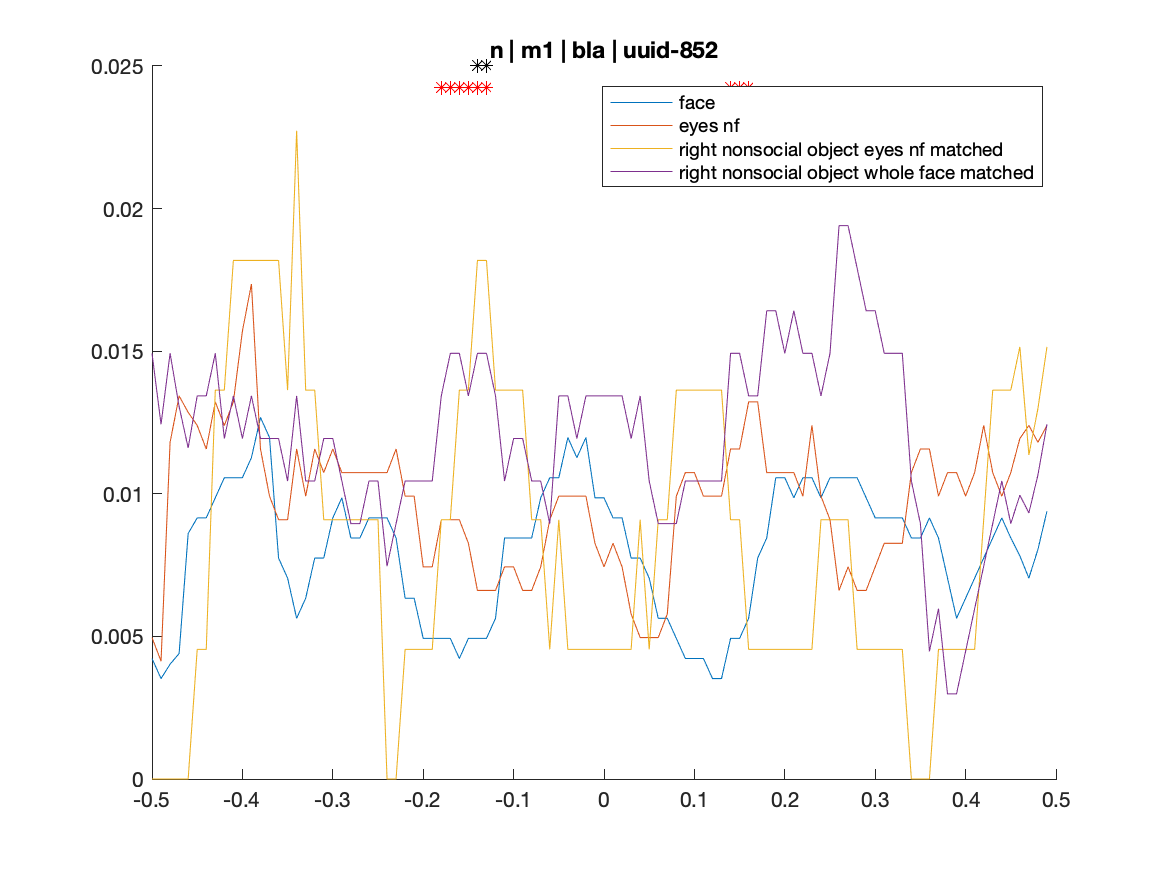 n | m1 | bla | uuid-852
0.025
0.02
0.015
0.01
0.005
0
face
eyes nf
right nonsocial object eyes nf matched
right nonsocial object whole face matched
-0.5 -0.4 -0.3 -0.2 -0.1 0 0.1 0.2 0.3 0.4 0.5